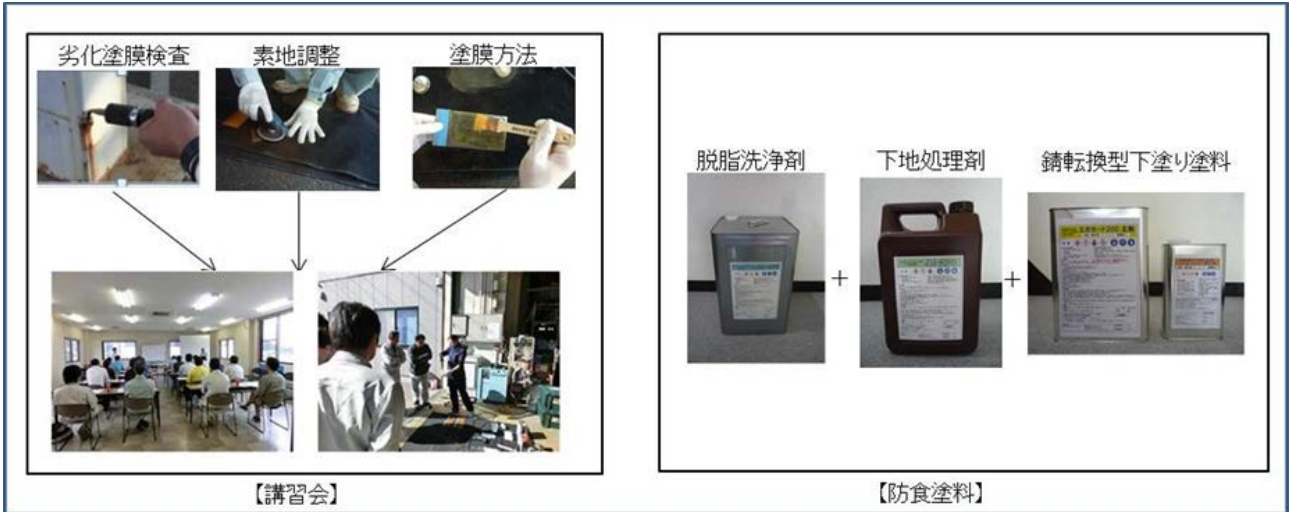 劣化塗膜検査
素地調整
塗膜方法
【講習会】
脱脂洗浄剤
下地処理剤
錆転換型下塗り塗料
+
+
【防食塗料】